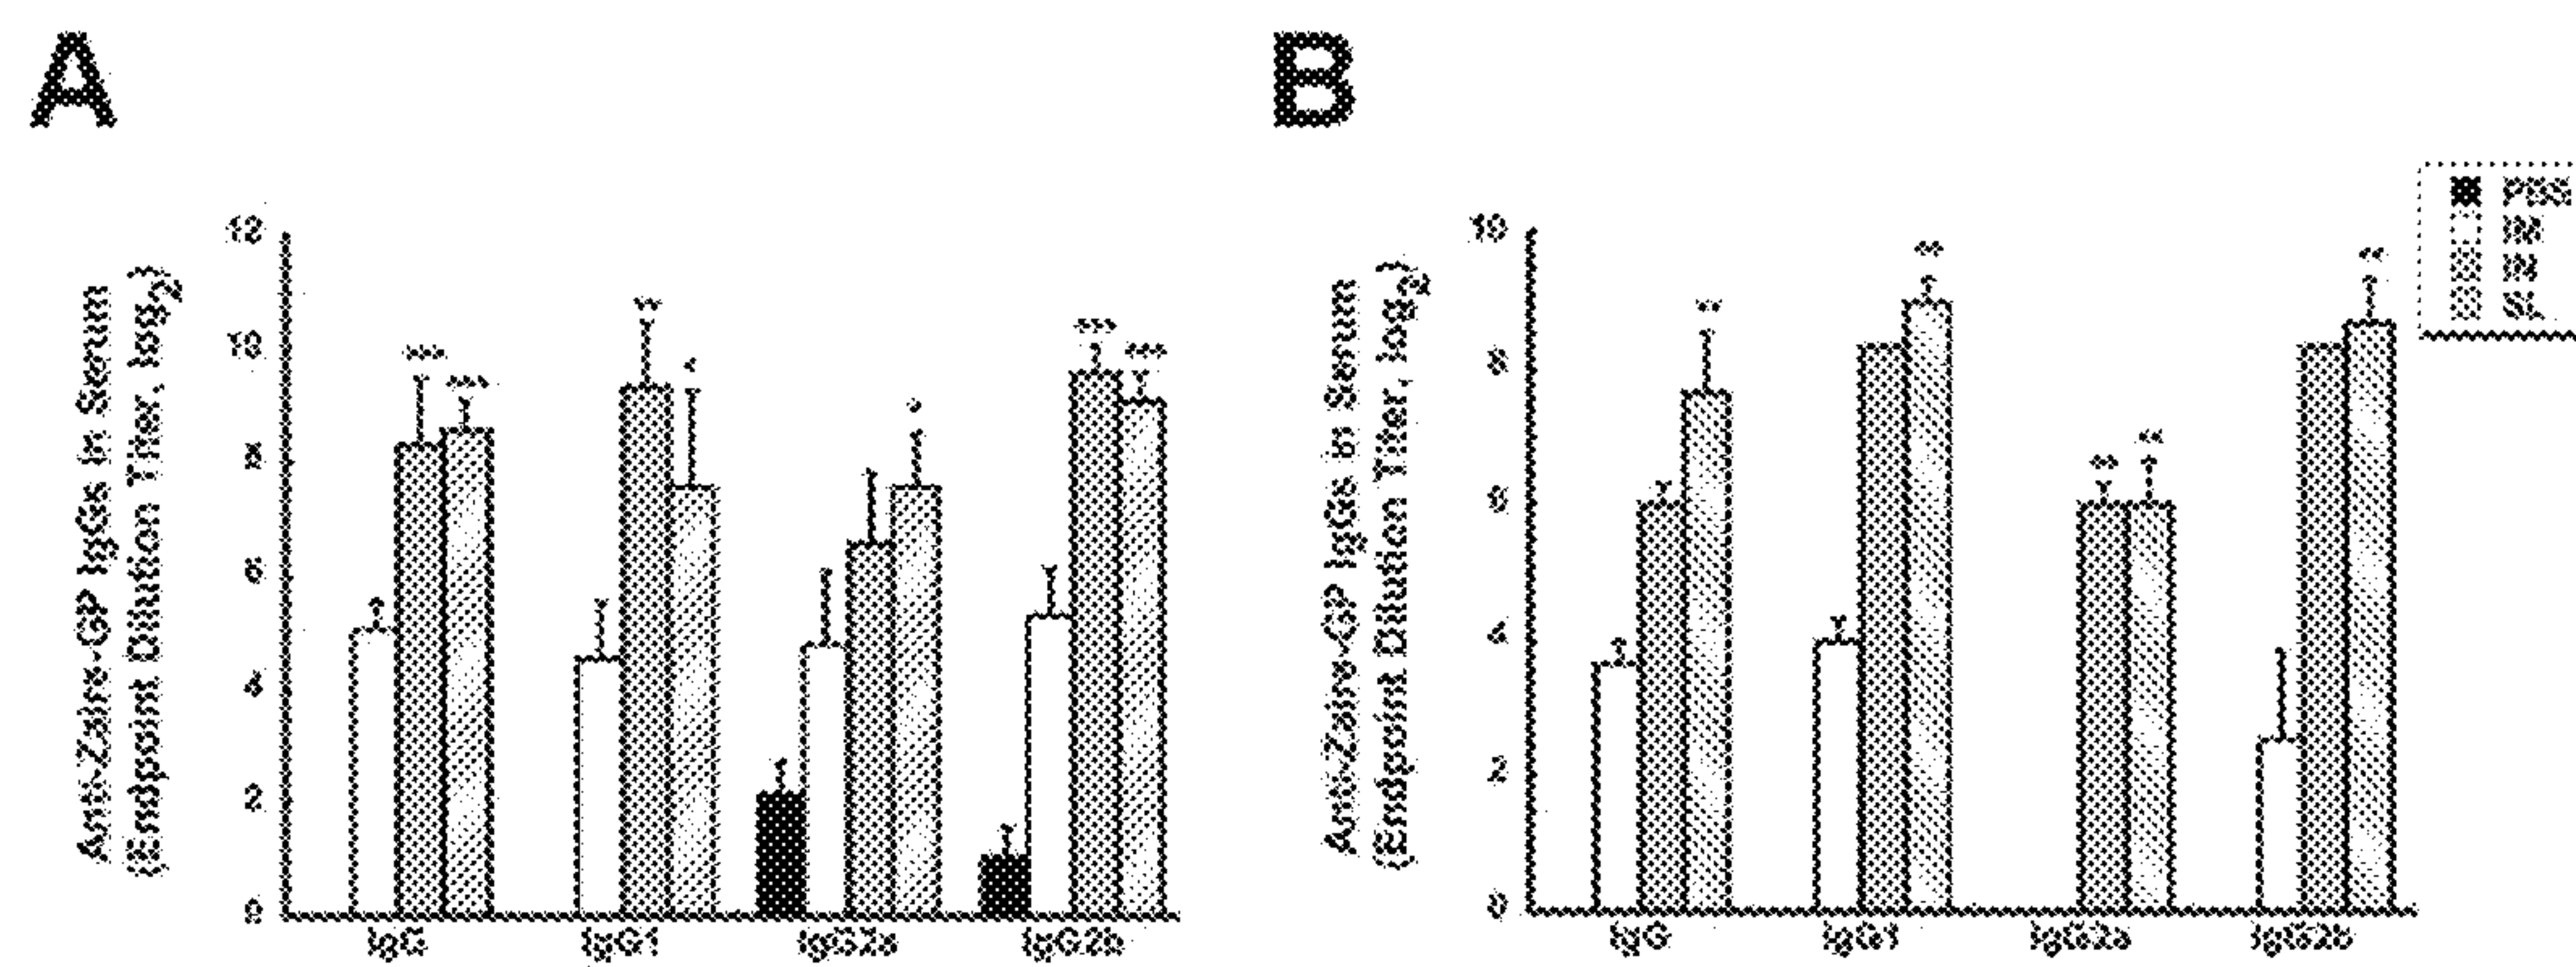 A
B
Anti-Zaire-GP IgGs in Serum
(Endpoint Dilution Titer, log2)
12
10
8
6
4
2
0
IgG
IgG1
IgG2a
IgG2b
Anti-Zaire-GP IgGs in Serum
(Endpoint Dilution Titer, log2)
10
8
6
4
2
0
IgG
IgG1
IgG2a
IgG2b
PBS
SL